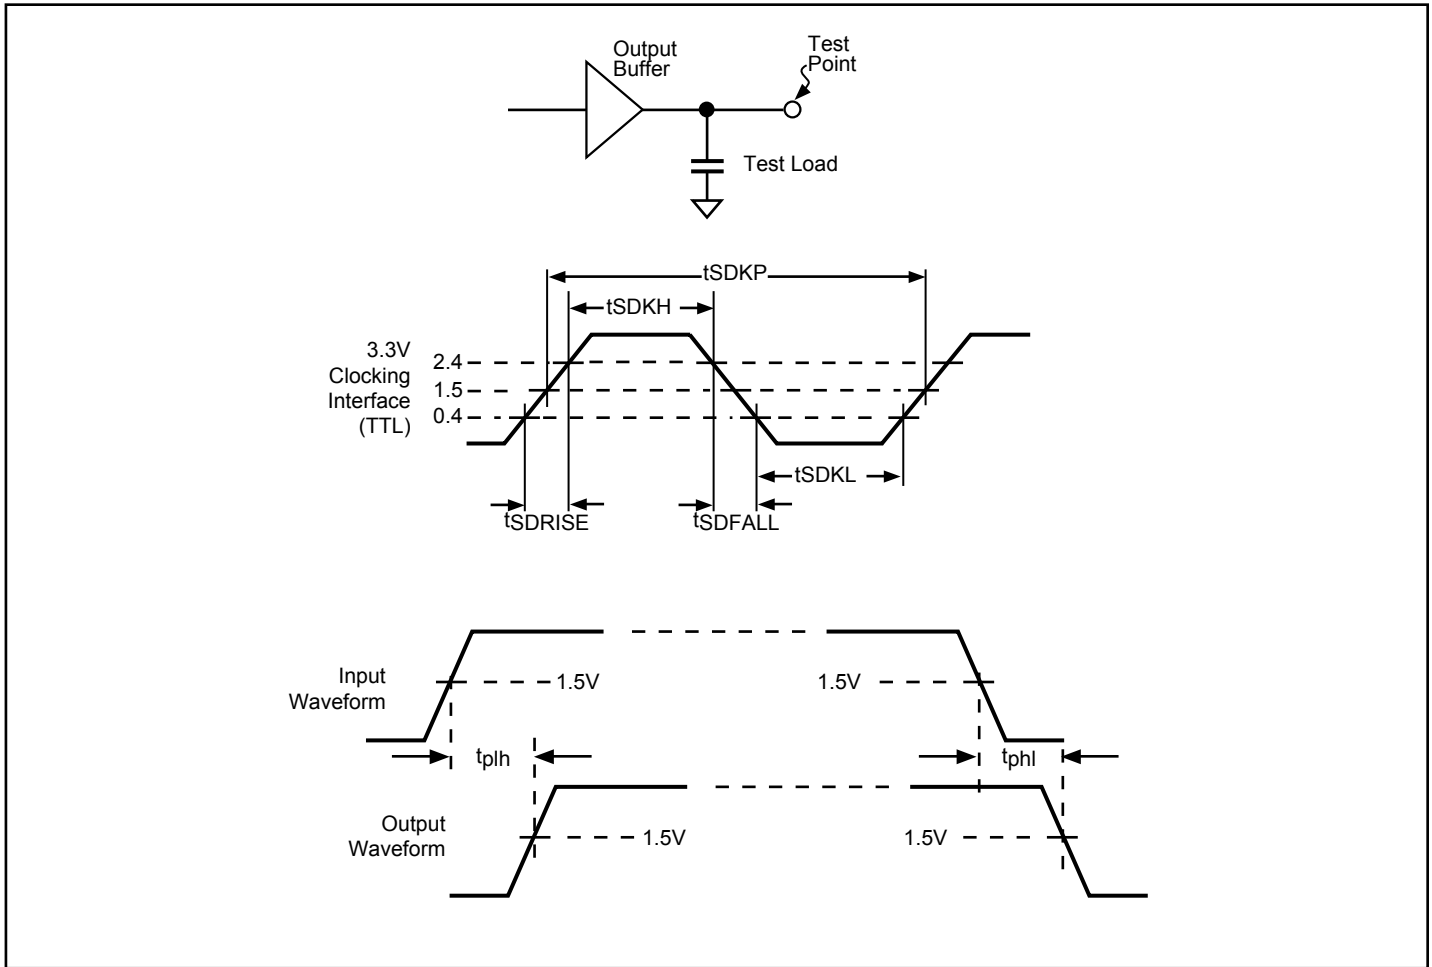 Output
Buffer
Test
Point
Test Load
tSDKP
tSDKH
3.3V
Clocking
Interface
(TTL)
2.4
1.5
0.4
tSDKL
tSDRISE
tSDFALL
Input
Waveform
1.5V
1.5V
tplh
tphl
Output
Waveform
1.5V
1.5V